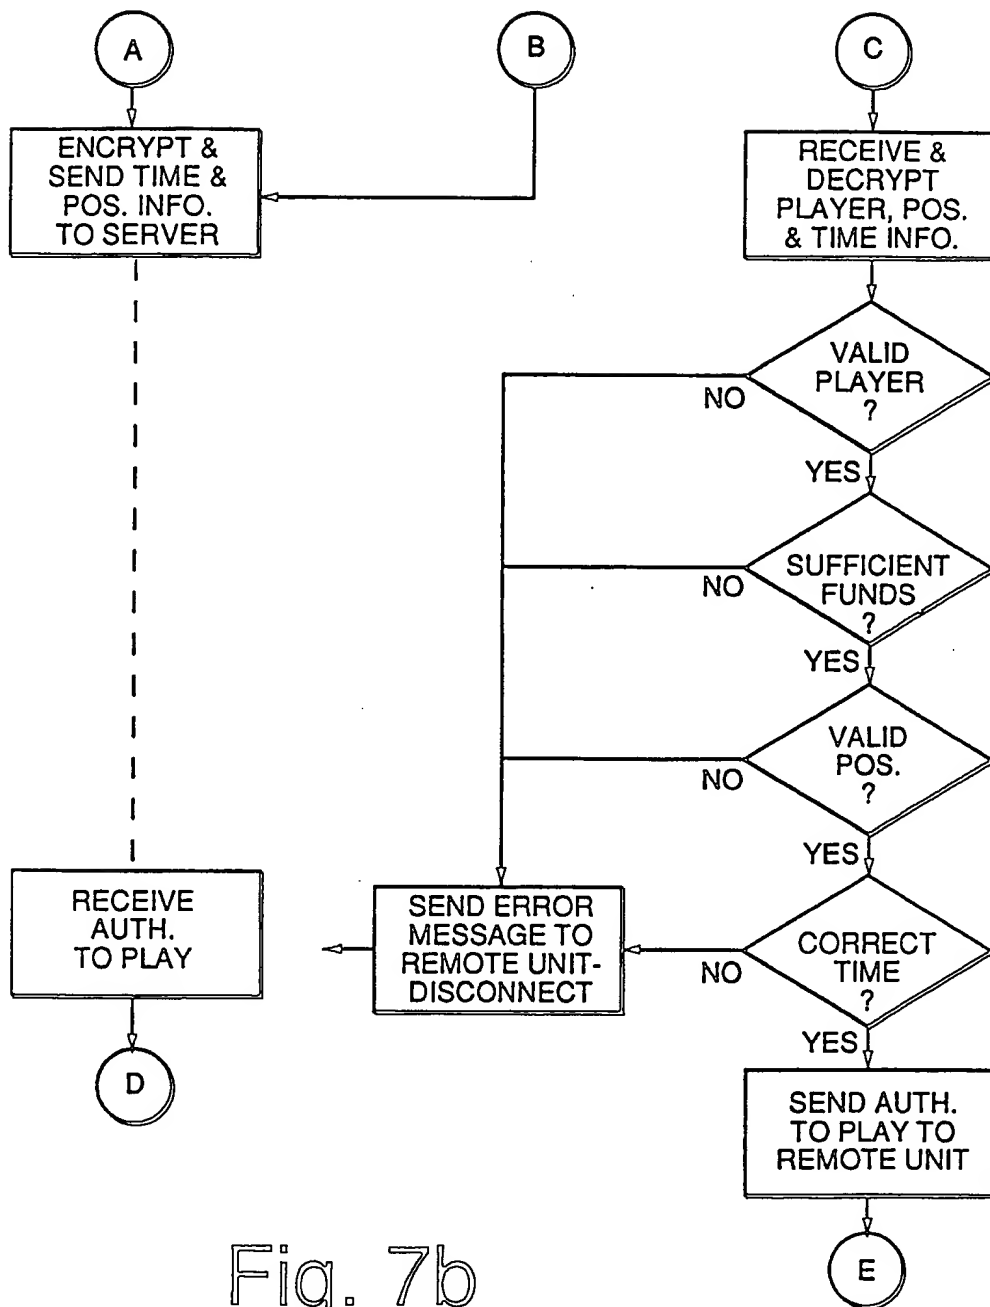 A
B
C
ENCRYPT &
SEND TIME &
POS. INFO.
TO SERVER
RECEIVE &
DECRYPT
PLAYER, POS.
& TIME INFO.
VALID
PLAYER
?
NO
YES
SUFFICIENT
FUNDS
?
NO
YES
VALID
POS.
?
NO
YES
RECEIVE
AUTH.
TO PLAY
SEND ERROR
MESSAGE TO
REMOTE UNIT-
DISCONNECT
CORRECT
TIME
?
NO
YES
D
SEND AUTH.
TO PLAY TO
REMOTE UNIT
E
Fig. 7b